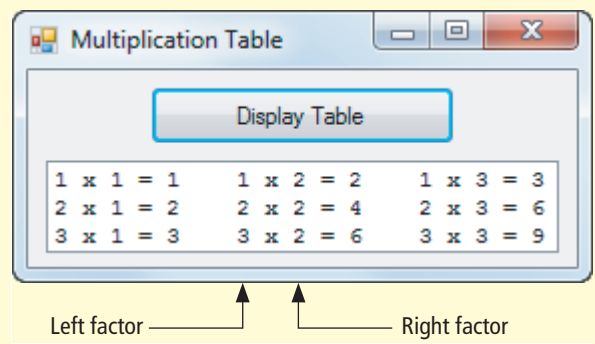 Multiplication Table
Display Table
1 x 1 = 1 1 x 2 = 2 1 x 3 = 3
2 x 1 = 2 2 x 2 = 4 2 x 3 = 6
3 x 1 = 3 3 x 2 = 6 3 x 3 = 9
Left factor Right factor